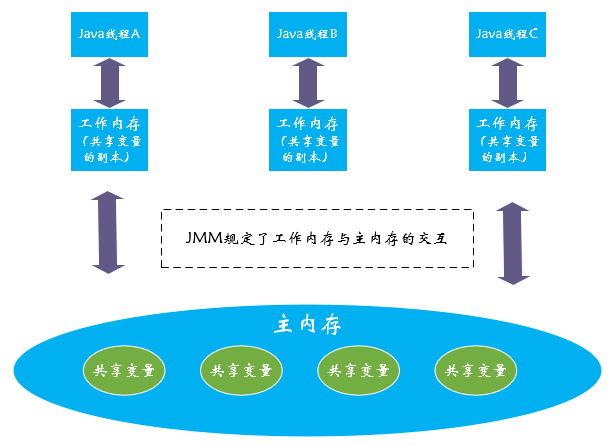 Java线程A
Java线程B
Java线程C
工作内存
（共享变量
的副本）
工作内存
（共享变量
的副本）
工作内存
（共享变量
的副本）
JMM规定了工作内存与主内存的交互
主内存
共享变量
共享变量
共享变量
共享变量